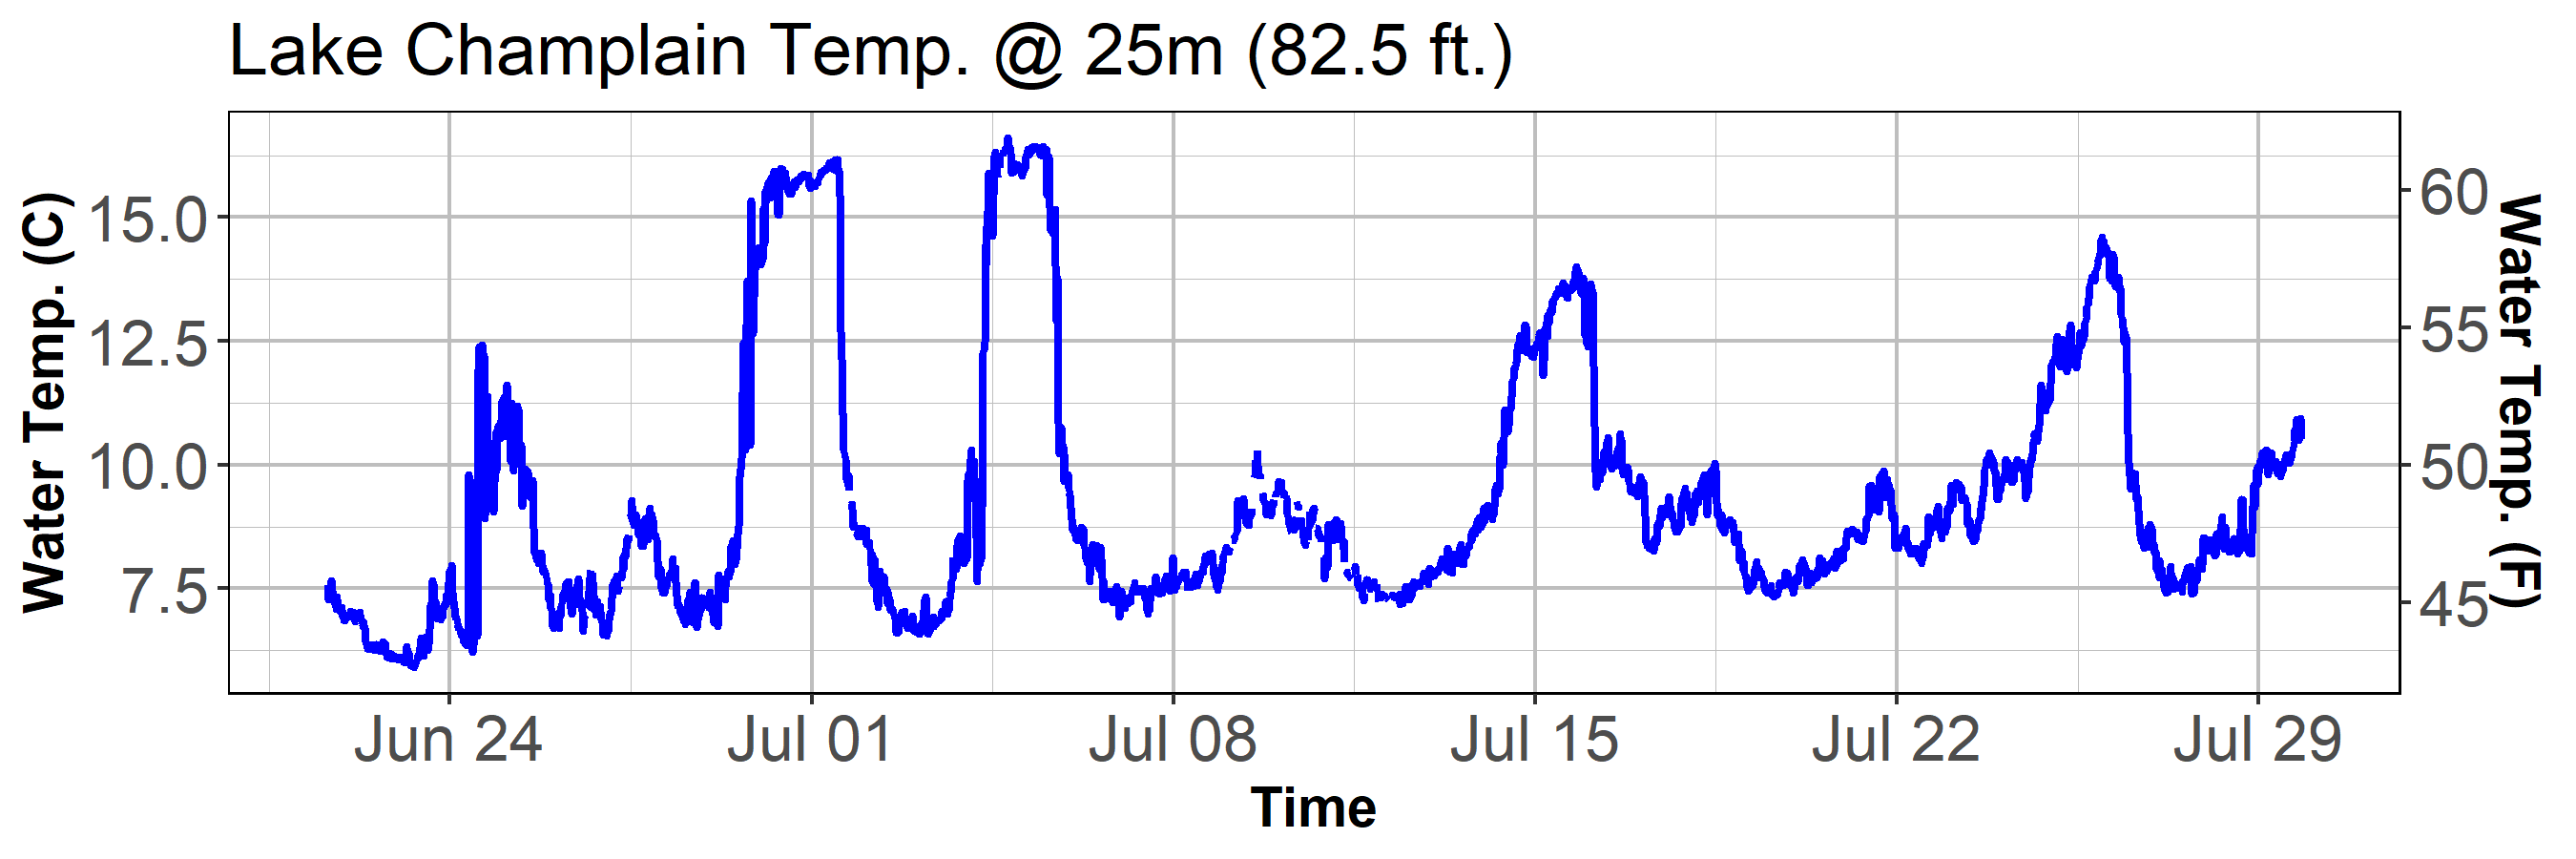 Lake Champlain Temp. @ 25m (82.5 ft.)
Water Temp. (C)
15.0
12.5
10.0
7.5
60
55
50
45
Water Temp. (F)
Jun 24 Jul 01 Jul 08 Jul 15 Jul 22 Jul 29
Time